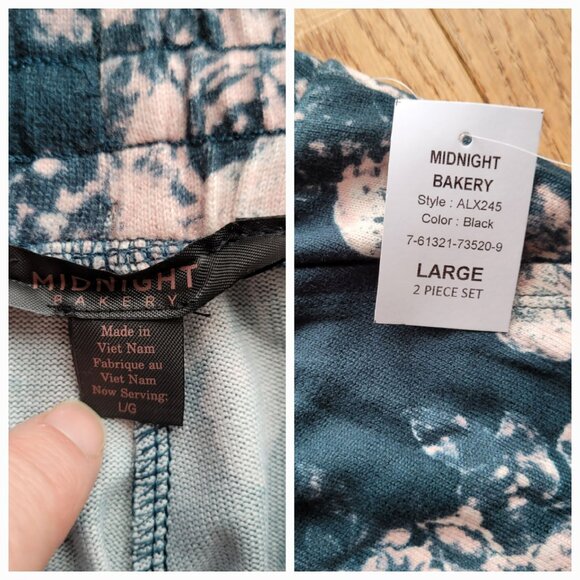 MIDNIGHT
BAKERY
Made in
Viet Nam
Fabrique au
Viet Nam
Now Serving:
L/G
MIDNIGHT
BAKERY
Style : ALX245
Color : Black
7-61321-73520-9
LARGE
2 PIECE SET